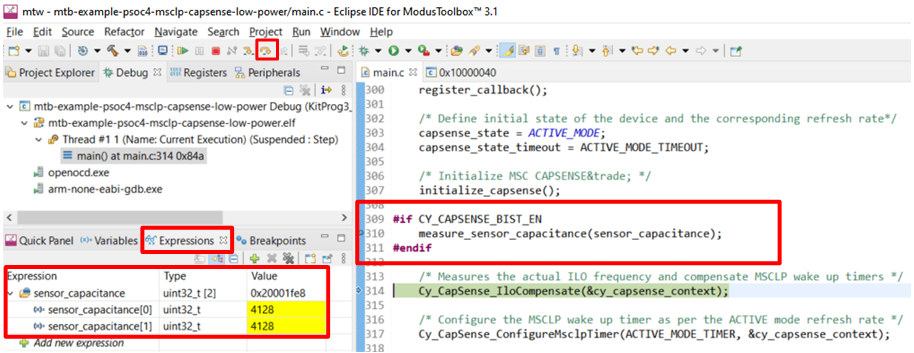 mtw - mtb-example-psoc4-msclp-capsense-low-power/main.c - Eclipse IDE for ModusToolbox™ 3.1
File Edit Source Refactor Navigate Search Project Run Window Help
Project Explorer Debug Registers Peripherals
mtb-example-psoc4-msclp-capsense-low-power Debug (KitProg3_
mtb-example-psoc4-msclp-capsense-low-power.elf
Thread #1 1 (Name: Current Execution) (Suspended : Step)
main() at main.c:314 0x84a
openocd.exe
arm-none-eabi-gdb.exe
Quick Panel (x)= Variables Expressions Breakpoints
Expression Type Value
sensor_capacitance uint32_t [2] 0x20001fe8
(x)= sensor_capacitance[0] uint32_t 4128
(x)= sensor_capacitance[1] uint32_t 4128
Add new expression
main.c 0x10000040
300 register_callback();
301
302 /* Define initial state of the device and the corresponding refresh rate*/
303 capsense_state = ACTIVE_MODE;
304 capsense_state_timeout = ACTIVE_MODE_TIMEOUT;
305
306 /* Initialize MSC CAPSENSE&trade; */
307 initialize_capsense();
309 #if CY_CAPSENSE_BIST_EN
310 measure_sensor_capacitance(sensor_capacitance);
311 #endif
313 /* Measures the actual ILO frequency and compensate MSCLP wake up timers */
314 Cy_CapSense_IloCompensate(&cy_capsense_context);
315
316 /* Configure the MSCLP wake up timer as per the ACTIVE mode refresh rate */
317 Cy_CapSense_ConfigureMsclpTimer(ACTIVE_MODE_TIMER, &cy_capsense_context);
318